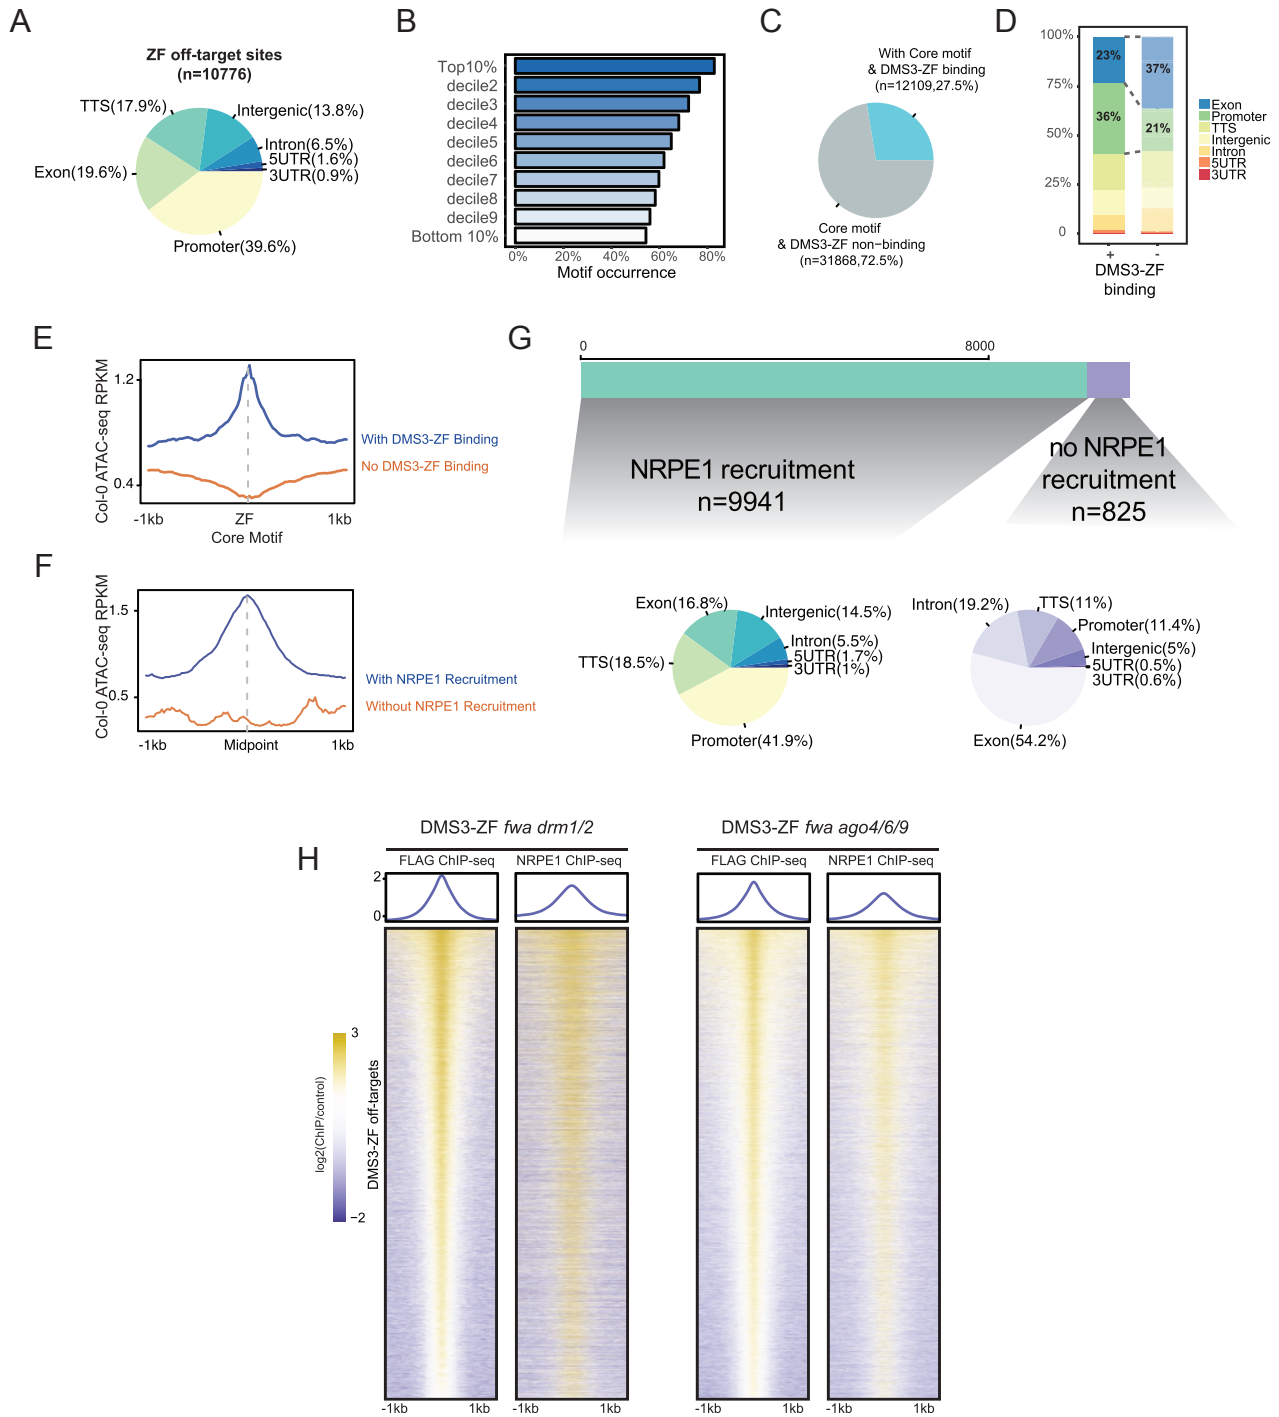 A
ZF off-target sites
(n=10776)
TTS(17.9%)
Intergenic(13.8%)
Intron(6.5%)
5UTR(1.6%)
3UTR(0.9%)
Exon(19.6%)
Promoter(39.6%)
B
Top10%
decile2
decile3
decile4
decile5
decile6
decile7
decile8
decile9
Bottom 10%
0%
20%
40%
60%
80%
Motif occurrence
C
With Core motif
& DMS3-ZF binding
(n=12109,27.5%)
Core motif
& DMS3-ZF non−binding
(n=31868,72.5%)
D
100%
75%
50%
25%
0
23%
36%
37%
21%
+
-
DMS3-ZF
binding
Exon
Promoter
TTS
Intergenic
Intron
5UTR
3UTR
E
Col-0 ATAC-seq RPKM
1.2
0.4
With DMS3-ZF Binding
No DMS3-ZF Binding
-1kb
ZF
1kb
Core Motif
F
Col-0 ATAC-seq RPKM
1.5
0.5
With NRPE1 Recruitment
Without NRPE1 Recruitment
-1kb
Midpoint
1kb
G
0
8000
NRPE1 recruitment
n=9941
no NRPE1
recruitment
n=825
Exon(16.8%)
Intergenic(14.5%)
Intron(5.5%)
5UTR(1.7%)
3UTR(1%)
TTS(18.5%)
Promoter(41.9%)
Intron(19.2%)
TTS(11%)
Promoter(11.4%)
Intergenic(5%)
5UTR(0.5%)
3UTR(0.6%)
Exon(54.2%)
H
DMS3-ZF fwa drm1/2
DMS3-ZF fwa ago4/6/9
FLAG ChIP-seq
NRPE1 ChIP-seq
FLAG ChIP-seq
NRPE1 ChIP-seq
2
0
3
−2
log2(ChIP/control)
DMS3-ZF off-targets
-1kb
1kb
-1kb
1kb
-1kb
1kb
-1kb
1kb